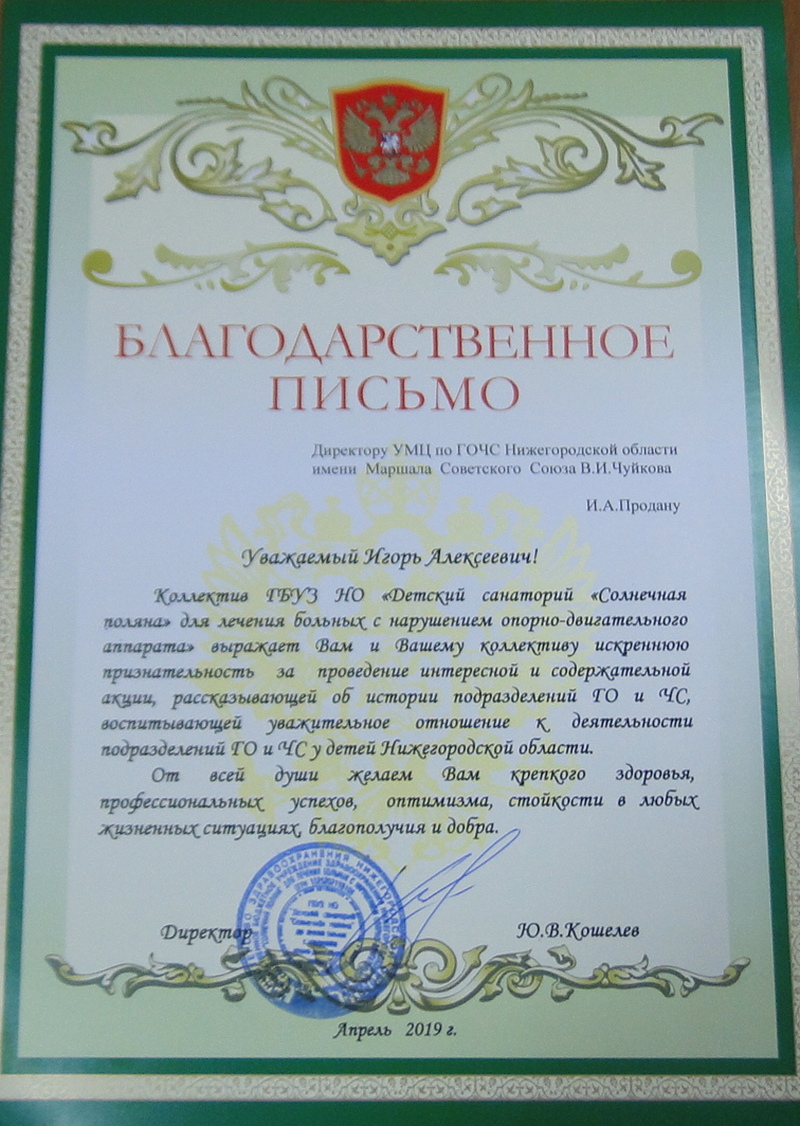 БЛАГОДАРСТВЕННОЕ
ПИСЬМО
Директору УМЦ по ГОЧС Нижегородской области
имени Маршала Советского Союза В.И.Чуйкова
И.А.Продану
Уважаемый Игорь Алексеевич!
Коллектив ГБУЗ НО «Детский санаторий «Солнечная
поляна» для лечения больных с нарушением опорно-двигательного
аппарата» выражает Вам и Вашему коллективу искреннюю
признательность за проведение интересной и содержательной
акции, рассказывающей об истории подразделений ГО и ЧС,
воспитывающей уважительное отношение к деятельности
подразделений ГО и ЧС у детей Нижегородской области.
От всей души желаем Вам крепкого здоровья,
профессиональных успехов, оптимизма, стойкости в любых
жизненных ситуациях, благополучия и добра.
Директор Ю.В.Кошелев
Апрель 2019 г.